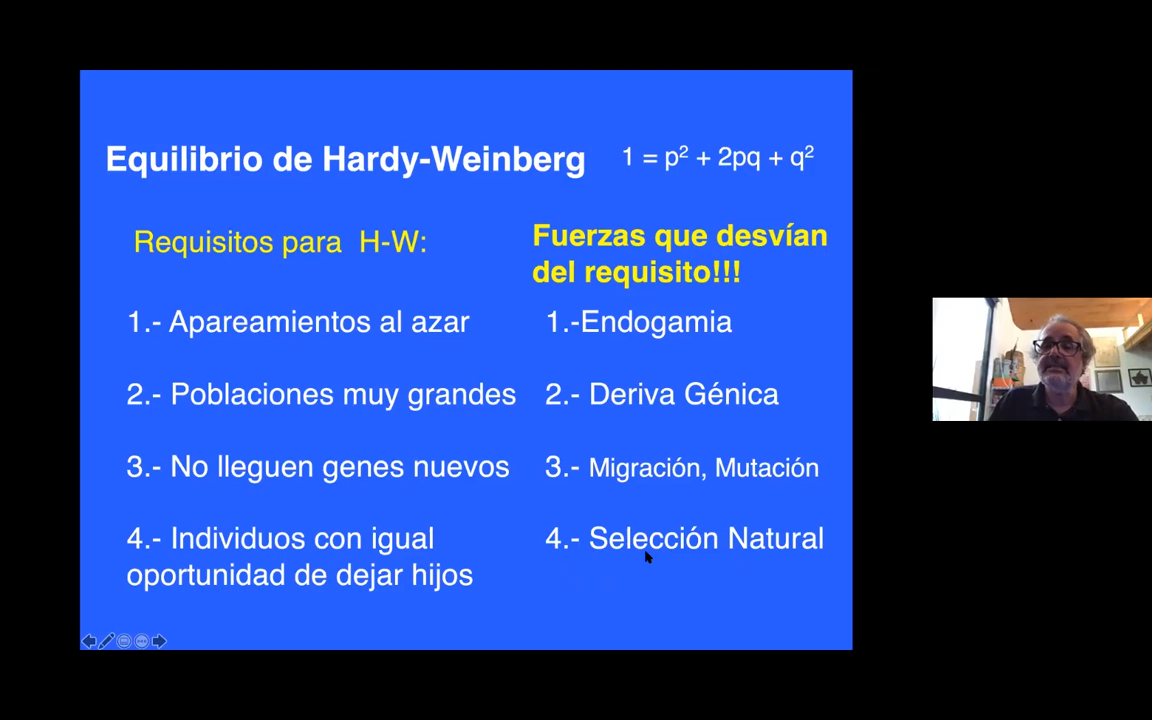 Equilibrio de Hardy-Weinberg 1 = p² + 2pq + q²
Requisitos para H-W:
1.- Apareamientos al azar
2.- Poblaciones muy grandes
3.- No lleguen genes nuevos
4.- Individuos con igual
oportunidad de dejar hijos
Fuerzas que desvían
del requisito!!!
1.-Endogamia
2.- Deriva Génica
3.- Migración, Mutación
4.- Selección Natural